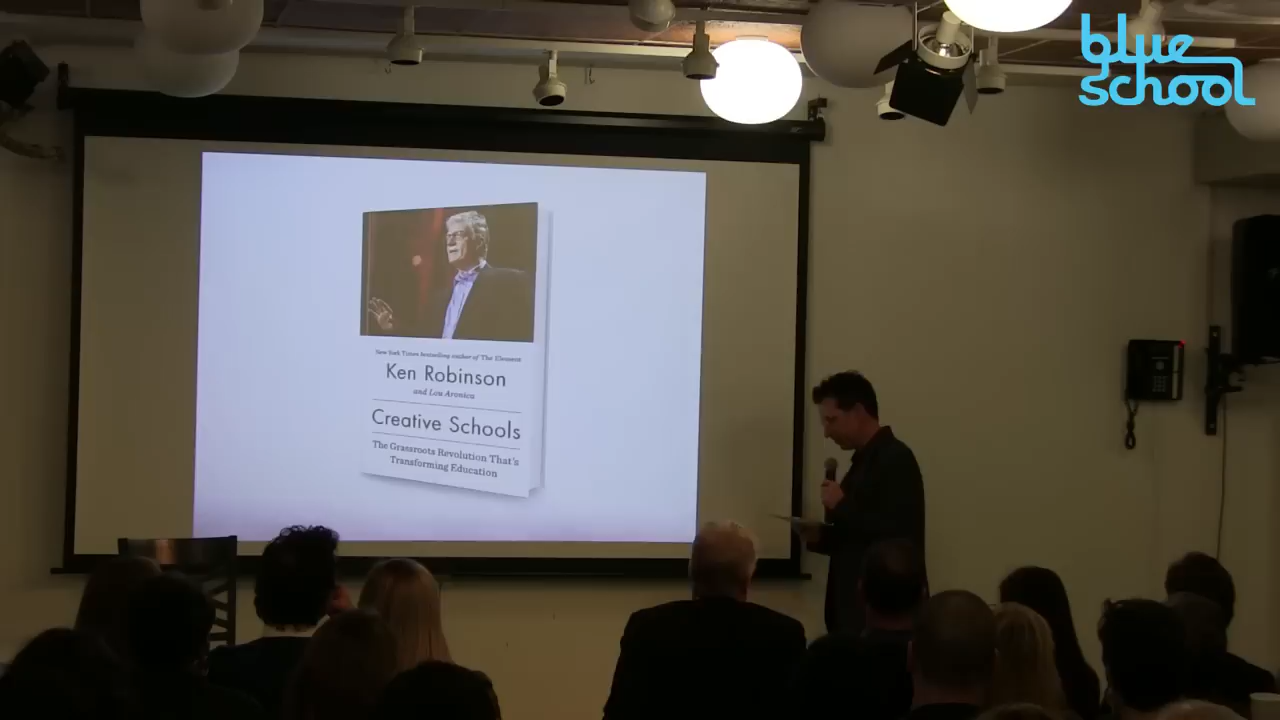 blue
school
New York Times bestselling author of The Element
Ken Robinson
and Lou Aronica
Creative Schools
The Grassroots Revolution That's
Transforming Education